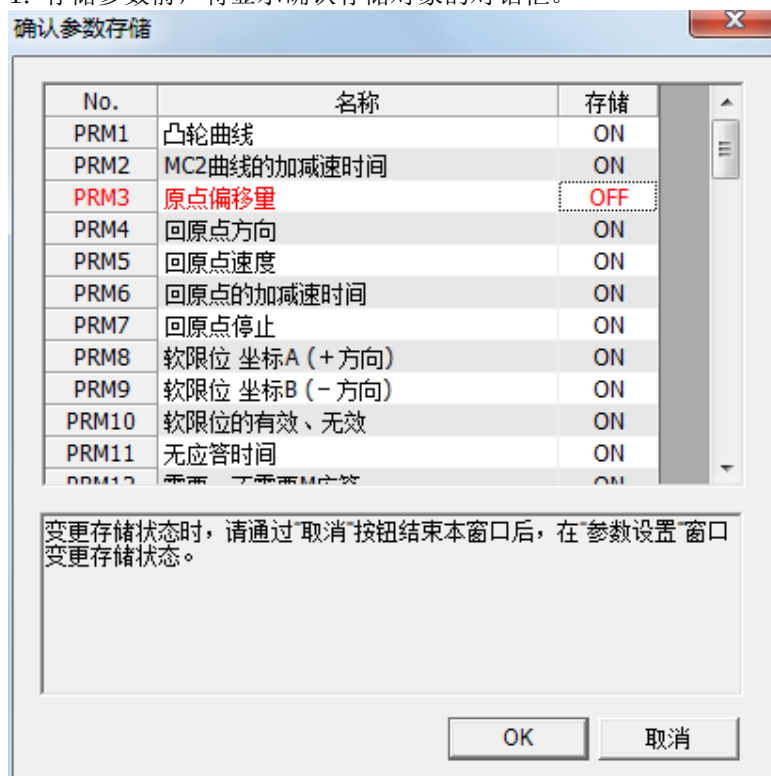 确认参数存储
No. 名称 存储
PRM1 凸轮曲线 ON
PRM2 MC2曲线的加减速时间 ON
PRM3 原点偏移量 OFF
PRM4 回原点方向 ON
PRM5 回原点速度 ON
PRM6 回原点的加减速时间 ON
PRM7 回原点停止 ON
PRM8 软限位 坐标A (+方向) ON
PRM9 软限位 坐标B (-方向) ON
PRM10 软限位的有效、无效 ON
PRM11 无应答时间 ON
变更存储状态时，请通过"取消"按钮结束本窗口后，在"参数设置"窗口
变更存储状态。
OK 取消